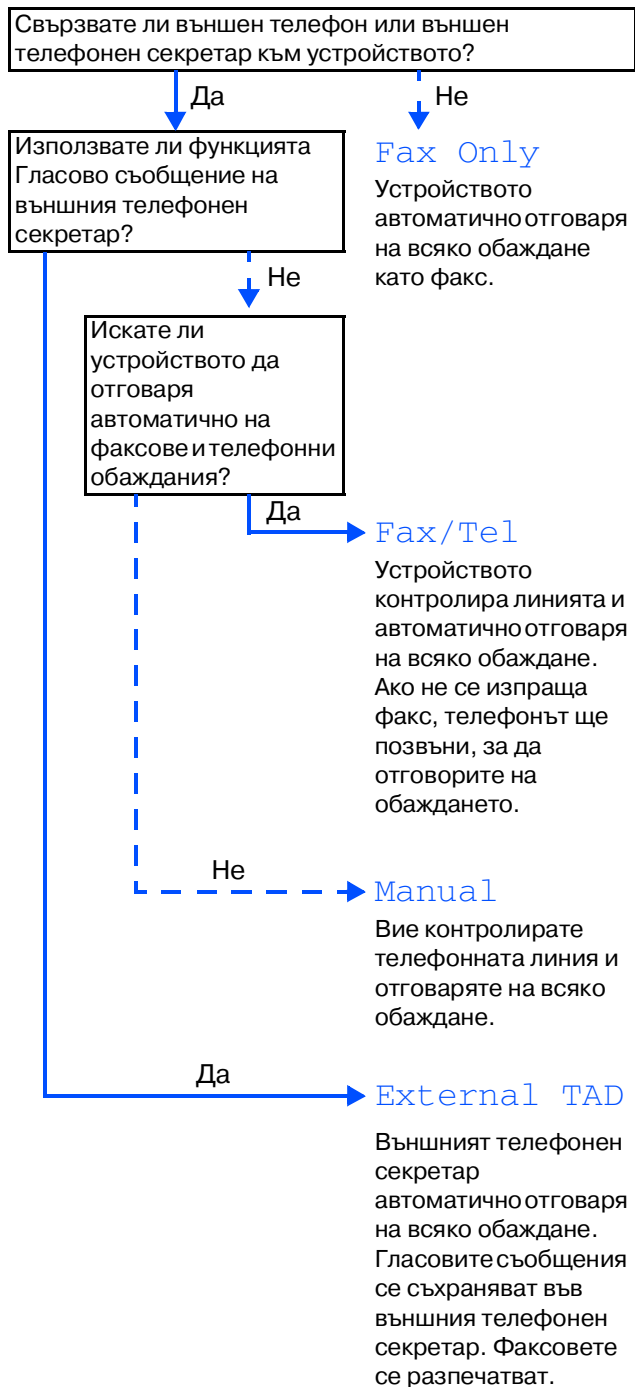 Свързвате ли външен телефон или външен
телефонен секретар към устройството?
Да
Не
Използвате ли функцията
Гласово съобщение на
външния телефонен
секретар?
Fax Only
Устройството
автоматично отговаря
на всяко обаждане
като факс.
Не
Искате ли
устройството да
отговаря
автоматично на
факсове и телефонни
обаждания?
Да
Fax/Tel
Устройството
контролира линията и
автоматично отговаря
на всяко обаждане.
Ако не се изпраща
факс, телефонът ще
позвъни, за да
отговорите на
обаждането.
Не
Manual
Вие контролирате
телефонната линия и
отговаряте на всяко
обаждане.
Да
External TAD
Външният телефонен
секретар
автоматично отговаря
на всяко обаждане.
Гласовите съобщения
се съхраняват във
външния телефонен
секретар. Факсовете
се разпечатват.